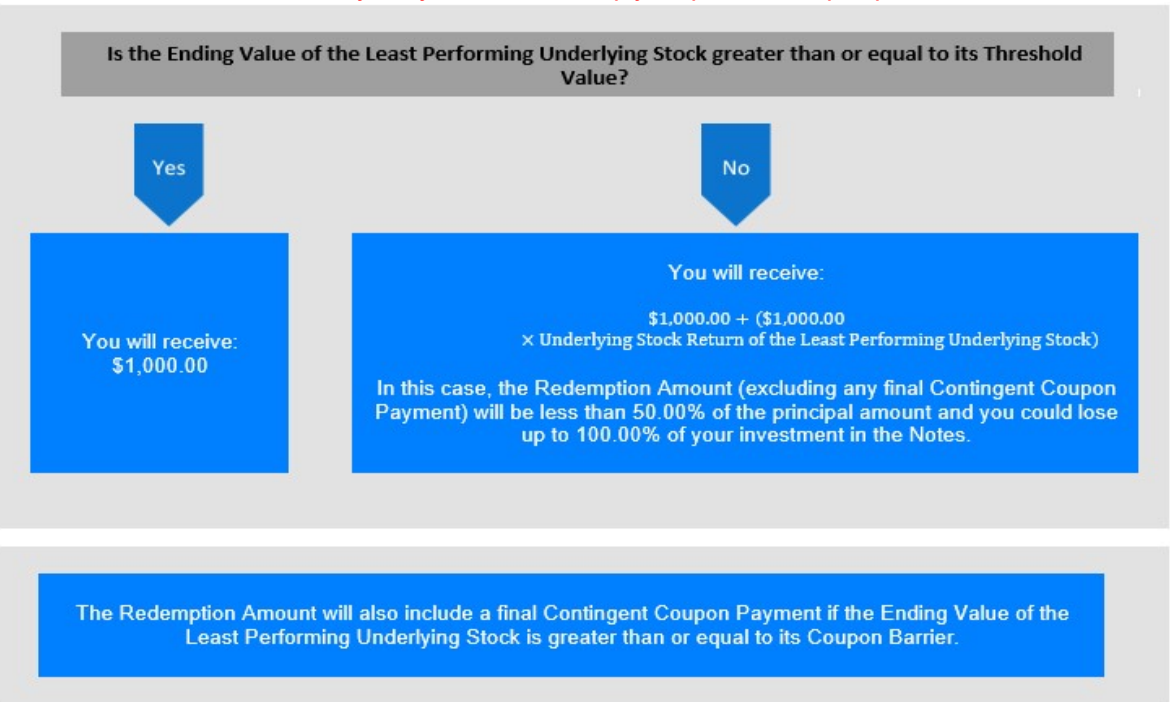 Is the Ending Value of the Least Performing Underlying Stock greater than or equal to its Threshold
Value?
Yes
No
You will receive:
$1,000.00
You will receive:
$1,000.00 + ($1,000.00
× Underlying Stock Return of the Least Performing Underlying Stock)
In this case, the Redemption Amount (excluding any final Contingent Coupon
Payment) will be less than 50.00% of the principal amount and you could lose
up to 100.00% of your investment in the Notes.
The Redemption Amount will also include a final Contingent Coupon Payment if the Ending Value of the
Least Performing Underlying Stock is greater than or equal to its Coupon Barrier.